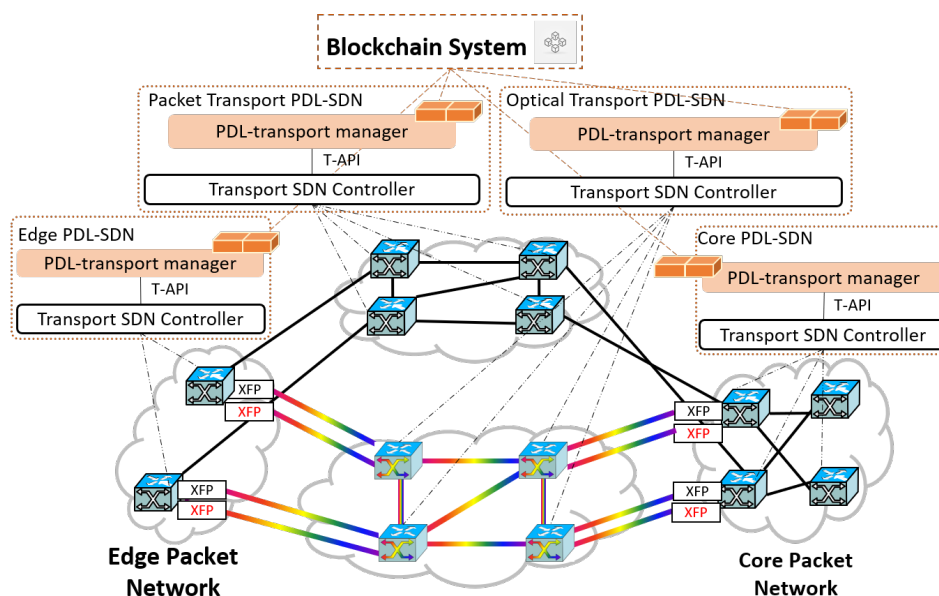 Blockchain System
Packet Transport PDL-SDN
PDL-transport manager
T-API
Transport SDN Controller
Optical Transport PDL-SDN
PDL-transport manager
T-API
Transport SDN Controller
Edge PDL-SDN
PDL-transport manager
T-API
Transport SDN Controller
Core PDL-SDN
PDL-transport manager
T-API
Transport SDN Controller
XFP
XFP
XFP
XFP
XFP
XFP
XFP
XFP
Edge Packet
Network
Core Packet
Network